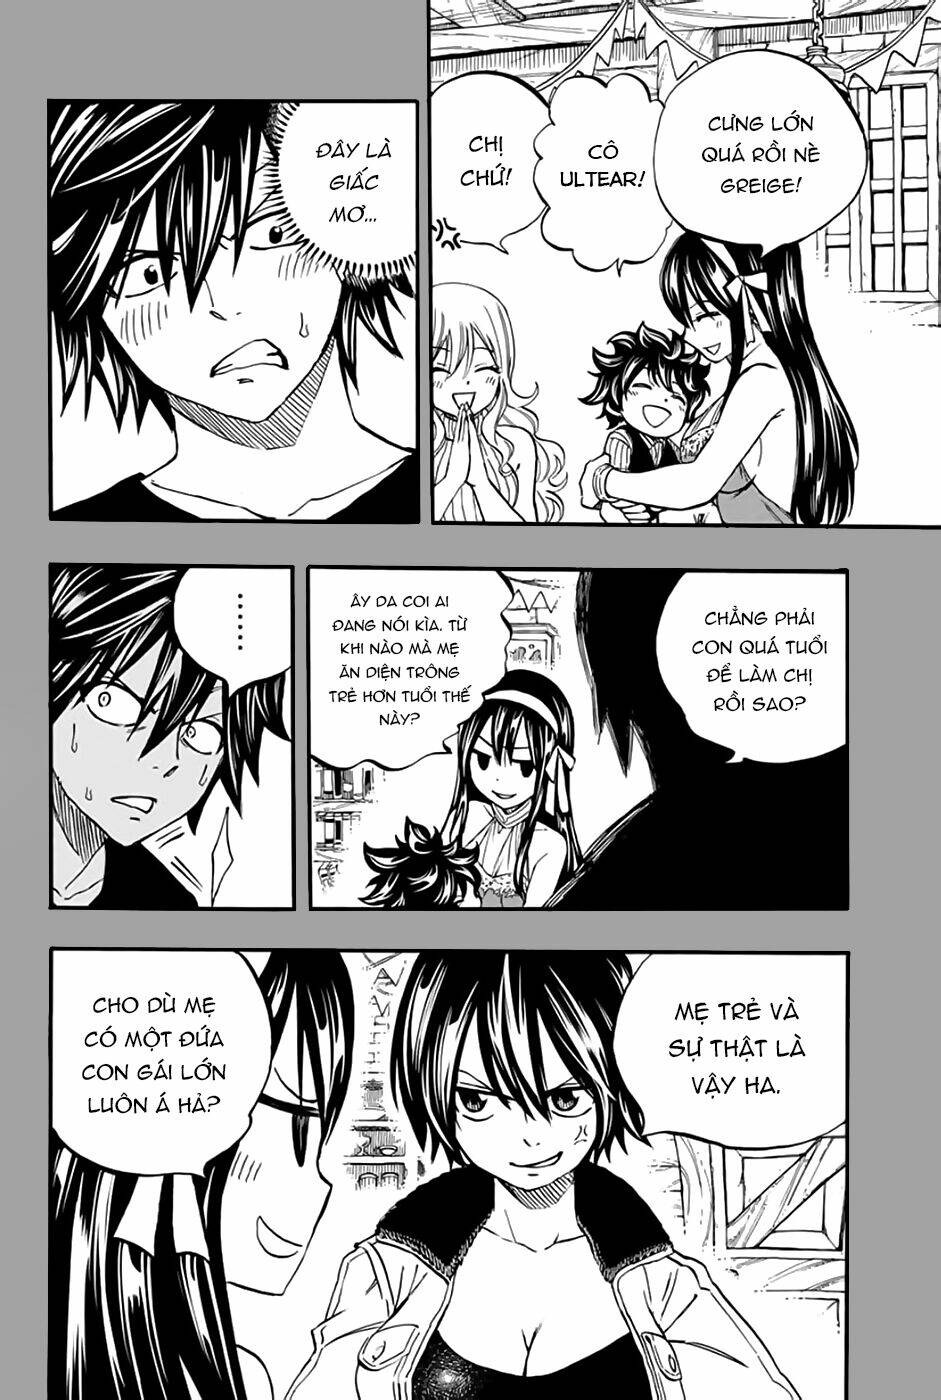 CƯNG LỚN
QUÁ RỒI NÈ
GREIGE!
CÔ
ULTEAR!
CHỊ
CHỨ!
ĐÂY LÀ
GIẤC
MƠ...
CHẲNG PHẢI
CON QUÁ TUỔI
ĐỂ LÀM CHỊ
RỒI SAO?
ÂY DA COI AI
ĐANG NÓI KÌA. TỪ
KHI NÀO MÀ MẸ
ĂN DIỆN TRÔNG
TRẺ HƠN TUỔI THẾ
NÀY?
......
MẸ TRẺ VÀ
SỰ THẬT LÀ
VẬY HA.
CHO DÙ MẸ
CÓ MỘT ĐỨA
CON GÁI LỚN
LUÔN Á HẢ?